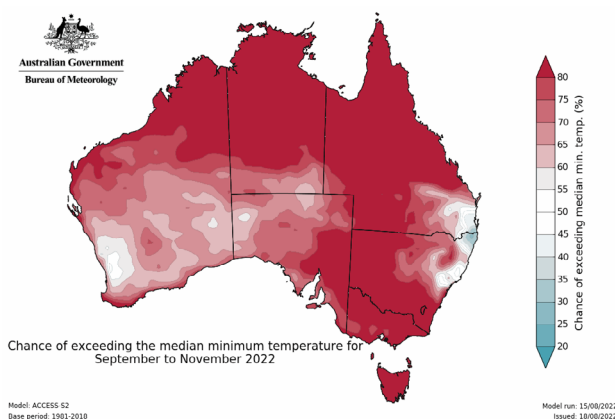 Australian Government
Bureau of Meteorology
80
75
70
65
60
55
50
45
40
35
30
25
20
Chance of exceeding median min. temp. (%)
Chance of exceeding the median minimum temperature for
September to November 2022
Model: ACCESS-S2
Base period: 1981-2018
Model run: 15/08/2022
Issued: 18/08/2022